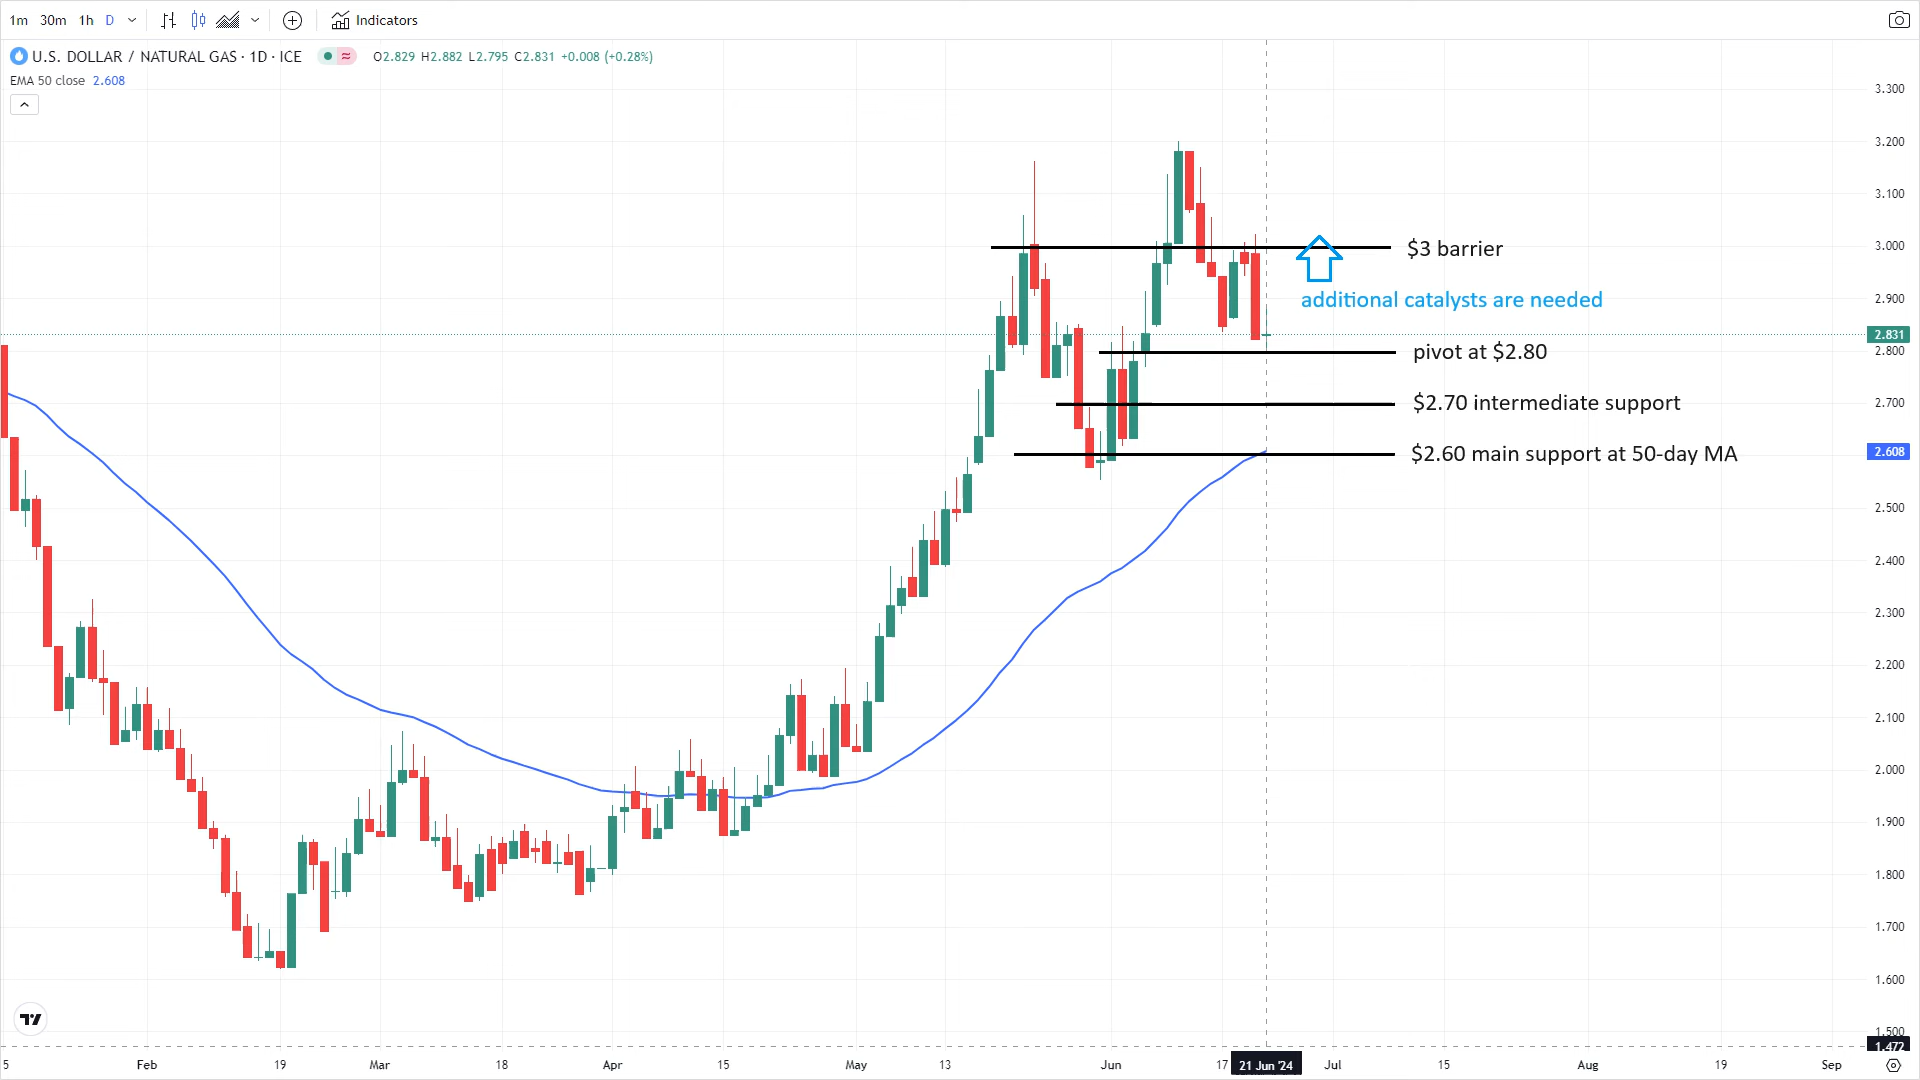 1m 30m 1h D Indicators
U.S. DOLLAR / NATURAL GAS · 1D · ICE O2.829 H2.882 L2.795 C2.831 +0.008 (+0.28%)
EMA 50 close 2.608
3.300
3.200
3.100
3.000
$3 barrier
2.900
additional catalysts are needed
2.831
2.800
pivot at $2.80
2.700
$2.70 intermediate support
2.608
$2.60 main support at 50-day MA
2.500
2.400
2.300
2.200
2.100
2.000
1.900
1.800
1.700
1.600
1.500
1.472
5 Feb 19 Mar 18 Apr 15 May 13 Jun 17 21 Jun '24 Jul 15 Aug 19 Sep